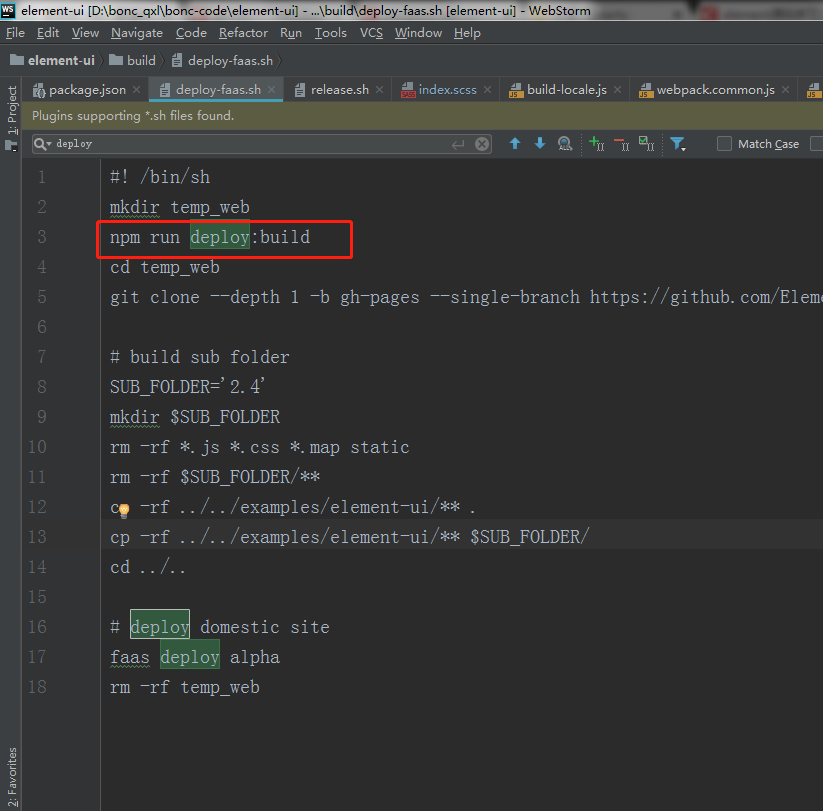 element-ui [D:\bonc_qxl\bonc-code\element-ui] - ...\build\deploy-faas.sh [element-ui] - WebStorm
File Edit View Navigate Code Refactor Run Tools VCS Window Help
element-ui build deploy-faas.sh
package.json deploy-faas.sh release.sh index.scss build-locale.js webpack.common.js
1: Project
Plugins supporting *.sh files found.
deploy Match Case
1 #! /bin/sh
2 mkdir temp_web
3 npm run deploy:build
4 cd temp_web
5 git clone --depth 1 -b gh-pages --single-branch https://github.com/Eleme
6
7 # build sub folder
8 SUB_FOLDER='2.4'
9 mkdir $SUB_FOLDER
10 rm -rf *.js *.css *.map static
11 rm -rf $SUB_FOLDER/**
12 c -rf ../../examples/element-ui/** .
13 cp -rf ../../examples/element-ui/** $SUB_FOLDER/
14 cd ../..
15
16 # deploy domestic site
17 faas deploy alpha
18 rm -rf temp_web
2: Favorites